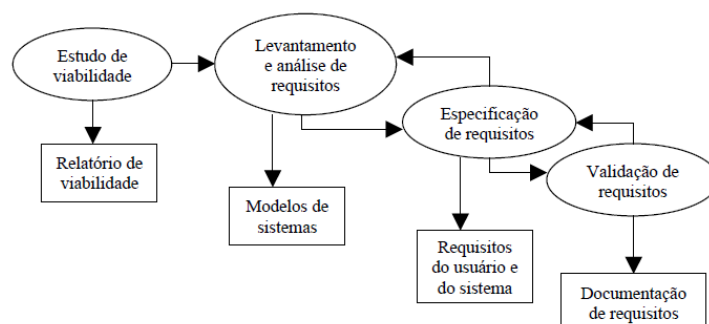 Estudo de
viabilidade
Levantamento
e análise de
requisitos
Especificação
de requisitos
Validação de
requisitos
Relatório de
viabilidade
Modelos de
sistemas
Requisitos
do usuário e
do sistema
Documentação
de requisitos